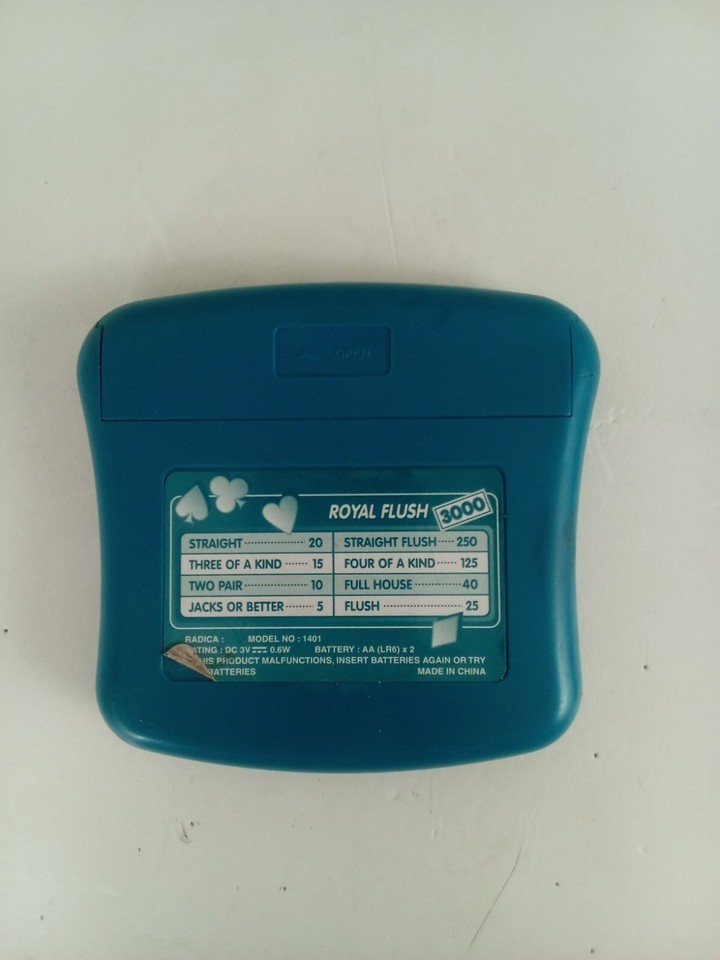 OPEN
ROYAL FLUSH 3000
STRAIGHT 20 STRAIGHT FLUSH 250
THREE OF A KIND 15 FOUR OF A KIND 125
TWO PAIR 10 FULL HOUSE 40
JACKS OR BETTER 5 FLUSH 25
RADICA : MODEL NO : 1401
ATING : DC 3V 0.6W BATTERY : AA (LR6) x 2
HIS PRODUCT MALFUNCTIONS, INSERT BATTERIES AGAIN OR TRY
BATTERIES MADE IN CHINA